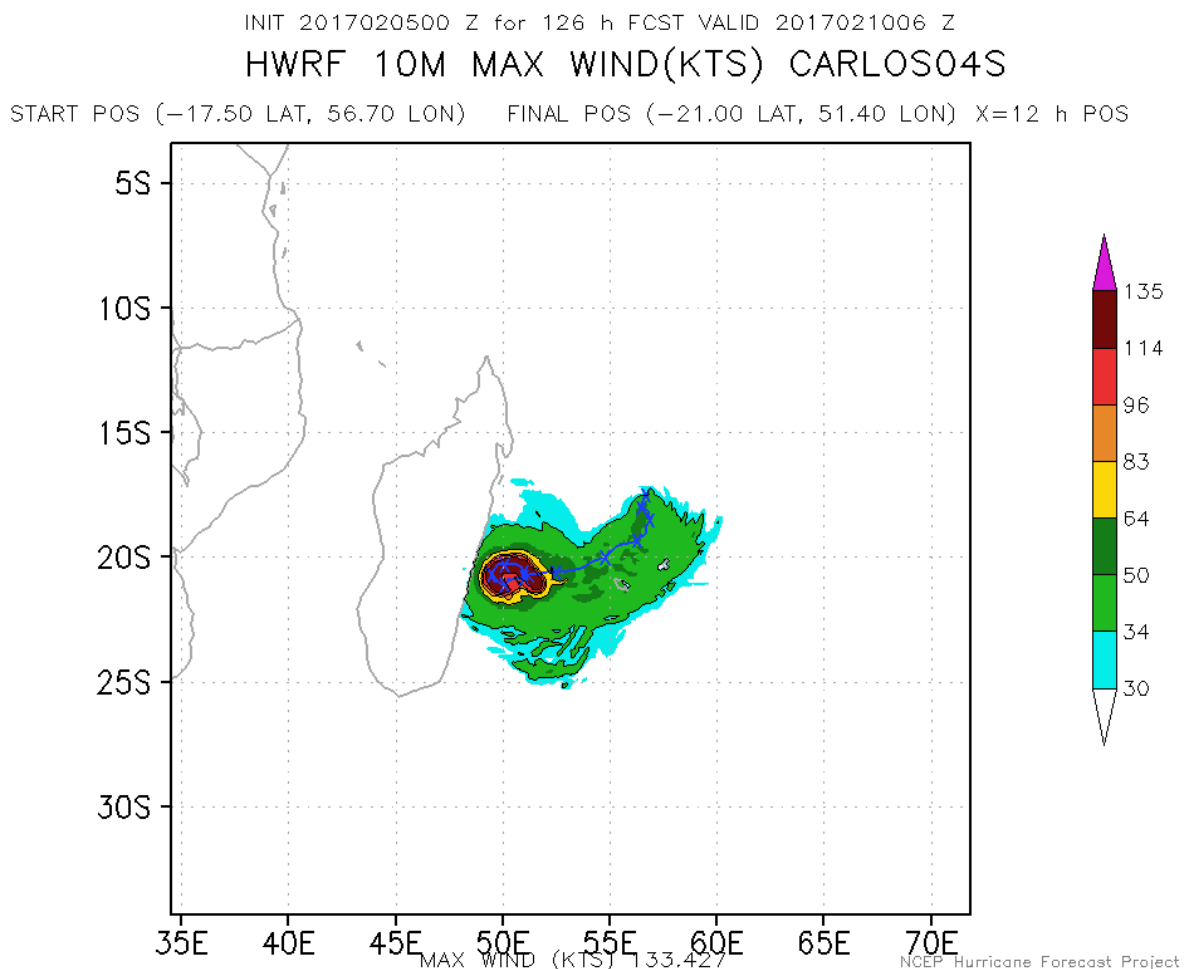 INIT 2017020500 Z for 126 h FCST VALID 2017021006 Z
HWRF 10M MAX WIND(KTS) CARLOS04S
START POS (−17.50 LAT, 56.70 LON) FINAL POS (−21.00 LAT, 51.40 LON) X=12 h POS
5S
10S
15S
20S
25S
30S
35E 40E 45E 50E 55E 60E 65E 70E
135
114
96
83
64
50
34
30
MAX WIND (KTS) 133.427
NCEP Hurricane Forecast Project